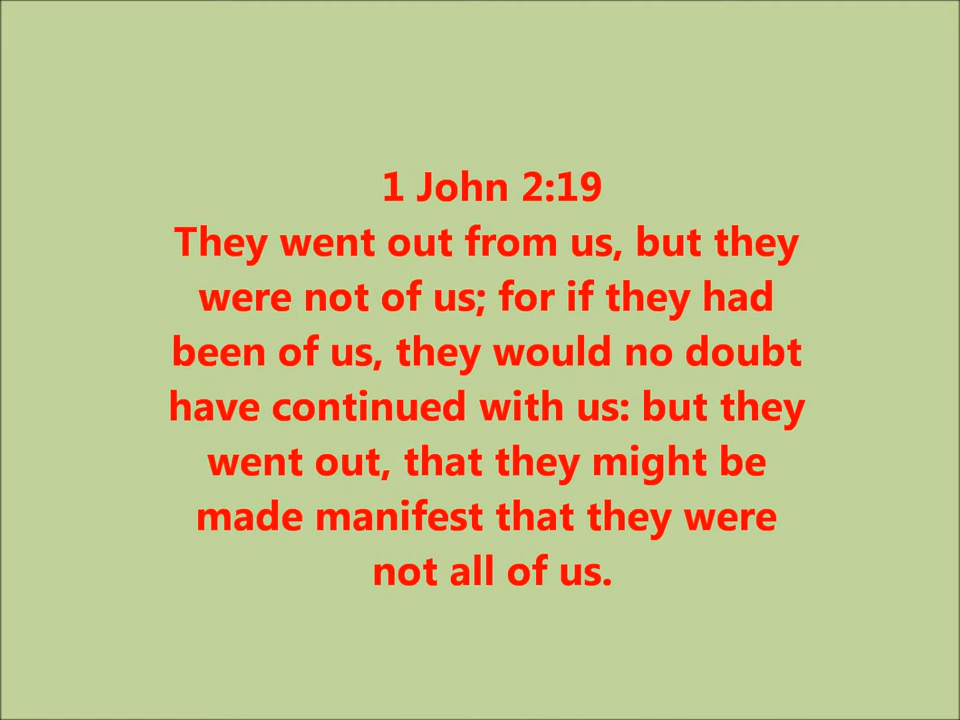 1 John 2:19
They went out from us, but they
were not of us; for if they had
been of us, they would no doubt
have continued with us: but they
went out, that they might be
made manifest that they were
not all of us.